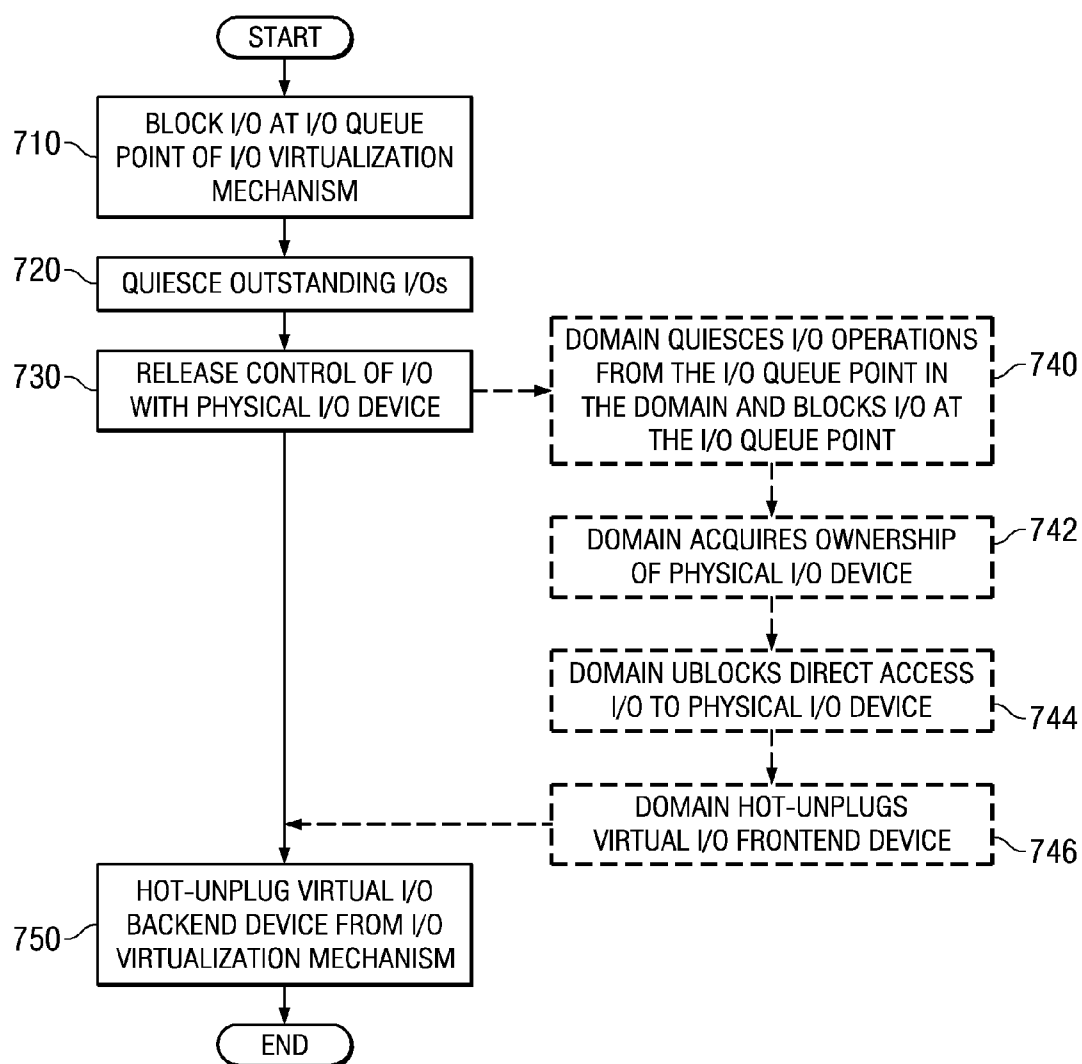 START
710
BLOCK I/O AT I/O QUEUE
POINT OF I/O VIRTUALIZATION
MECHANISM
720
QUIESCE OUTSTANDING I/Os
730
RELEASE CONTROL OF I/O
WITH PHYSICAL I/O DEVICE
DOMAIN QUIESCES I/O OPERATIONS
FROM THE I/O QUEUE POINT IN
THE DOMAIN AND BLOCKS I/O AT
THE I/O QUEUE POINT
740
DOMAIN ACQUIRES OWNERSHIP
OF PHYSICAL I/O DEVICE
742
DOMAIN UBLOCKS DIRECT ACCESS
I/O TO PHYSICAL I/O DEVICE
744
DOMAIN HOT-UNPLUGS
VIRTUAL I/O FRONTEND DEVICE
746
750
HOT-UNPLUG VIRTUAL I/O
BACKEND DEVICE FROM I/O
VIRTUALIZATION MECHANISM
END